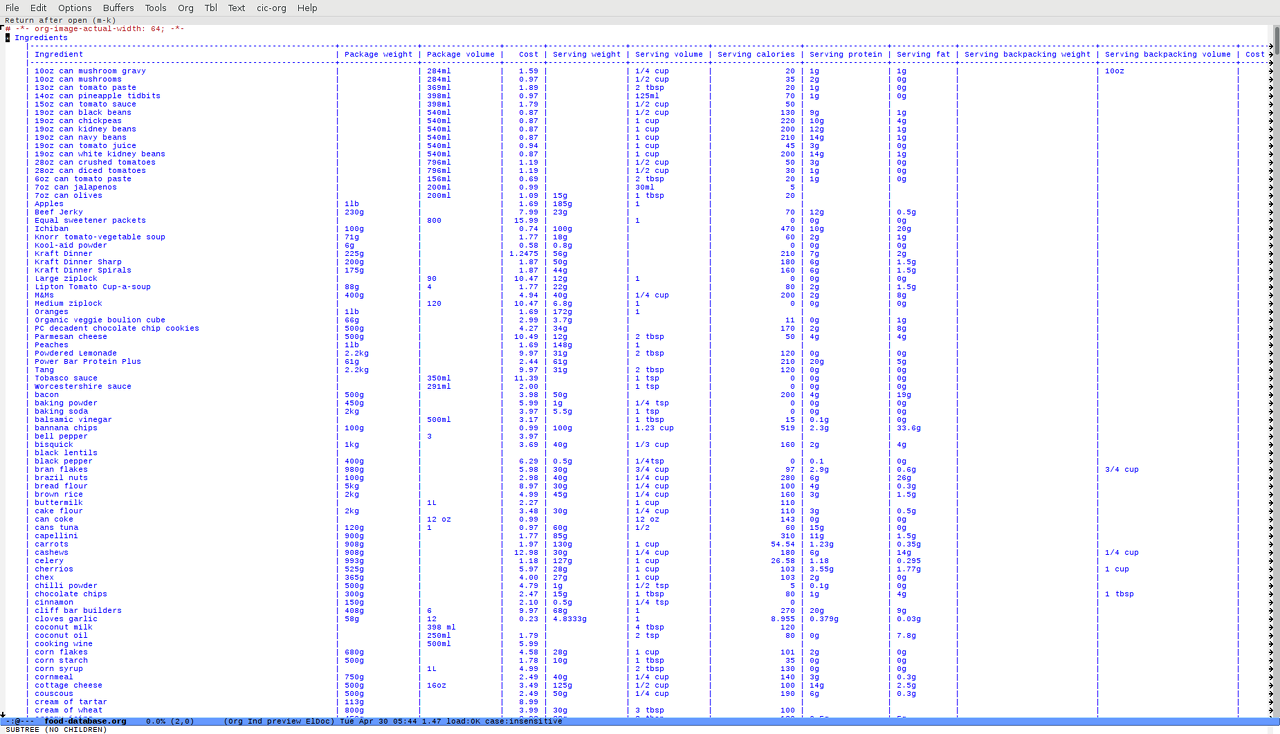 File Edit Options Buffers Tools Org Tbl Text cic-org Help
Return after open (m-k)
# -*- org-image-actual-width: 64; -*-
Ingredients
| Ingredient | Package weight | Package volume | Cost | Serving weight | Serving volume | Serving calories | Serving protein | Serving fat | Serving backpacking weight | Serving backpacking volume | Cost
| 10oz can mushroom gravy | | 284ml | 1.59 | | 1/4 cup | 20 | 1g | 1g | | 10oz |
| 10oz can mushrooms | | 284ml | 0.97 | | 1/2 cup | 35 | 2g | 0g | | |
| 13oz can tomato paste | | 369ml | 1.89 | | 2 tbsp | 20 | 1g | 0g | | |
| 14oz can pineapple tidbits | | 398ml | 0.97 | | 125ml | 70 | 1g | 0g | | |
| 15oz can tomato sauce | | 398ml | 1.79 | | 1/2 cup | 50 | | | | |
| 19oz can black beans | | 540ml | 0.87 | | 1/2 cup | 130 | 9g | 1g | | |
| 19oz can chickpeas | | 540ml | 0.87 | | 1 cup | 220 | 10g | 4g | | |
| 19oz can kidney beans | | 540ml | 0.87 | | 1 cup | 200 | 12g | 1g | | |
| 19oz can navy beans | | 540ml | 0.87 | | 1 cup | 210 | 14g | 1g | | |
| 19oz can tomato juice | | 540ml | 0.94 | | 1 cup | 45 | 3g | 0g | | |
| 19oz can white kidney beans | | 540ml | 0.87 | | 1 cup | 200 | 14g | 1g | | |
| 28oz can crushed tomatoes | | 796ml | 1.19 | | 1/2 cup | 50 | 3g | 0g | | |
| 28oz can diced tomatoes | | 796ml | 1.19 | | 1/2 cup | 30 | 1g | 0g | | |
| 6oz can tomato paste | | 156ml | 0.69 | | 2 tbsp | 20 | 1g | 0g | | |
| 7oz can jalapenos | | 200ml | 0.99 | | 30ml | 5 | | | | |
| 7oz can olives | | 200ml | 1.09 | 15g | 1 tbsp | 20 | | | | |
| Apples | 1lb | | 1.69 | 185g | 1 | | | | | |
| Beef Jerky | 230g | | 7.99 | 23g | | 70 | 12g | 0.5g | | |
| Equal sweetener packets | | 800 | 15.99 | | 1 | 0 | 0g | 0g | | |
| Ichiban | 100g | | 0.74 | 100g | | 470 | 10g | 20g | | |
| Knorr tomato-vegetable soup | 71g | | 1.77 | 18g | | 60 | 2g | 1g | | |
| Kool-aid powder | 6g | | 0.58 | 0.8g | | 0 | 0g | 0g | | |
| Kraft Dinner | 225g | | 1.2475 | 56g | | 210 | 7g | 2g | | |
| Kraft Dinner Sharp | 200g | | 1.87 | 50g | | 180 | 6g | 1.5g | | |
| Kraft Dinner Spirals | 175g | | 1.87 | 44g | | 160 | 6g | 1.5g | | |
| Large ziplock | | 90 | 10.47 | 12g | 1 | 0 | 0g | 0g | | |
| Lipton Tomato Cup-a-soup | 88g | 4 | 1.77 | 22g | | 80 | 2g | 1.5g | | |
| M&Ms | 400g | | 4.94 | 40g | 1/4 cup | 200 | 2g | 8g | | |
| Medium ziplock | | 120 | 10.47 | 6.8g | 1 | 0 | 0g | 0g | | |
| Oranges | 1lb | | 1.69 | 172g | 1 | | | | | |
| Organic veggie boulion cube | 66g | | 2.99 | 3.7g | | 11 | 0g | 1g | | |
| PC decadent chocolate chip cookies | 500g | | 4.27 | 34g | | 170 | 2g | 8g | | |
| Parmesan cheese | 500g | | 10.49 | 12g | 2 tbsp | 50 | 4g | 4g | | |
| Peaches | 1lb | | 1.69 | 148g | 1 | | | | | |
| Powdered Lemonade | 2.2kg | | 9.97 | 31g | 2 tbsp | 120 | 0g | 0g | | |
| Power Bar Protein Plus | 61g | | 2.44 | 61g | | 210 | 20g | 5g | | |
| Tang | 2.2kg | | 9.97 | 31g | 2 tbsp | 120 | 0g | 0g | | |
| Tobasco sauce | | 350ml | 11.39 | | 1 tsp | 0 | 0g | 0g | | |
| Worcestershire sauce | | 291ml | 2.00 | | 1 tsp | 0 | 0g | 0g | | |
| bacon | 500g | | 3.98 | 50g | | 200 | 4g | 19g | | |
| baking powder | 450g | | 5.99 | 1g | 1/4 tsp | 0 | 0g | 0g | | |
| baking soda | 2kg | | 3.97 | 5.5g | 1 tsp | 0 | 0g | 0g | | |
| balsamic vinegar | | 500ml | 3.17 | | 1 tbsp | 15 | 0.1g | 0g | | |
| bannana chips | 100g | | 0.99 | 100g | 1.23 cup | 519 | 2.3g | 33.6g | | |
| bell pepper | | 3 | 3.97 | | | | | | | |
| bisquick | 1kg | | 3.69 | 40g | 1/3 cup | 160 | 2g | 4g | | |
| black lentils | | | | | | | | | | |
| black pepper | 400g | | 6.29 | 0.5g | 1/4tsp | 0 | 0.1 | 0g | | |
| bran flakes | 980g | | 5.98 | 30g | 3/4 cup | 97 | 2.9g | 0.6g | | 3/4 cup |
| brazil nuts | 100g | | 2.98 | 40g | 1/4 cup | 280 | 6g | 26g | | |
| bread flour | 5kg | | 8.97 | 30g | 1/4 cup | 100 | 4g | 0.3g | | |
| brown rice | 2kg | | 4.99 | 45g | 1/4 cup | 160 | 3g | 1.5g | | |
| buttermilk | | 1L | 2.27 | | 1 cup | 110 | | | | |
| cake flour | 2kg | | 3.48 | 30g | 1/4 cup | 110 | 3g | 0.5g | | |
| can coke | | 12 oz | 0.99 | | 12 oz | 143 | 0g | 0g | | |
| cans tuna | 120g | 1 | 0.97 | 60g | 1/2 | 60 | 15g | 0g | | |
| capellini | 900g | | 1.77 | 85g | | 310 | 11g | 1.5g | | |
| carrots | 908g | | 1.97 | 130g | 1 cup | 54.54 | 1.23g | 0.35g | | |
| cashews | 908g | | 12.98 | 30g | 1/4 cup | 180 | 6g | 14g | | 1/4 cup |
| celery | 993g | | 1.18 | 127g | 1 cup | 26.58 | 1.18 | 0.295 | | |
| cherrios | 525g | | 5.97 | 28g | 1 cup | 103 | 3.55g | 1.77g | | 1 cup |
| chex | 365g | | 4.00 | 27g | 1 cup | 103 | 2g | 0g | | |
| chilli powder | 500g | | 4.79 | 1g | 1/2 tsp | 5 | 0.1g | 0g | | |
| chocolate chips | 300g | | 2.47 | 15g | 1 tbsp | 80 | 1g | 4g | | 1 tbsp |
| cinnamon | 150g | | 2.10 | 0.5g | 1/4 tsp | 0 | | | | |
| cliff bar builders | 408g | 6 | 9.97 | 68g | 1 | 270 | 20g | 9g | | |
| cloves garlic | 58g | 12 | 0.23 | 4.8333g | 1 | 8.955 | 0.379g | 0.03g | | |
| coconut milk | | 398 ml | | | 4 tbsp | 120 | | | | |
| coconut oil | | 250ml | 1.79 | | 2 tsp | 80 | 0g | 7.8g | | |
| cooking wine | | 500ml | 5.99 | | | | | | | |
| corn flakes | 680g | | 4.58 | 28g | 1 cup | 101 | 2g | 0g | | |
| corn starch | 500g | | 1.78 | 10g | 1 tbsp | 35 | 0g | 0g | | |
| corn syrup | | 1L | 4.99 | | 2 tbsp | 130 | 0g | 0g | | |
| cornmeal | 750g | | 2.49 | 40g | 1/4 cup | 140 | 3g | 0.3g | | |
| cottage cheese | 500g | 16oz | 3.49 | 125g | 1/2 cup | 100 | 14g | 2.5g | | |
| couscous | 500g | | 2.49 | 50g | 1/4 cup | 190 | 6g | 0.3g | | |
| cream of tartar | 113g | | 8.99 | | | | | | | |
| cream of wheat | 800g | | 3.99 | 30g | 3 tbsp | 100 | | | | |
-:@--- food-database.org 0.0% (2,0) (Org Ind preview ElDoc) Tue Apr 30 05:44 1.47 load:OK case:insensitive
SUBTREE (NO CHILDREN)